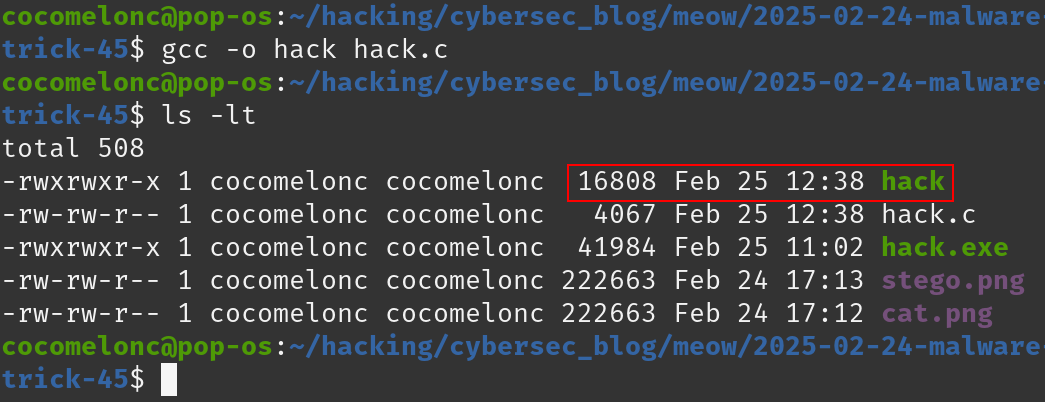 cocomelonc@pop-os:~/hacking/cybersec_blog/meow/2025-02-24-malware-
trick-45$ gcc -o hack hack.c
cocomelonc@pop-os:~/hacking/cybersec_blog/meow/2025-02-24-malware-
trick-45$ ls -lt
total 508
-rwxrwxr-x 1 cocomelonc cocomelonc  16808 Feb 25 12:38 hack
-rw-rw-r-- 1 cocomelonc cocomelonc   4067 Feb 25 12:38 hack.c
-rwxrwxr-x 1 cocomelonc cocomelonc  41984 Feb 25 11:02 hack.exe
-rw-rw-r-- 1 cocomelonc cocomelonc 222663 Feb 24 17:13 stego.png
-rw-rw-r-- 1 cocomelonc cocomelonc 222663 Feb 24 17:12 cat.png
cocomelonc@pop-os:~/hacking/cybersec_blog/meow/2025-02-24-malware-
trick-45$